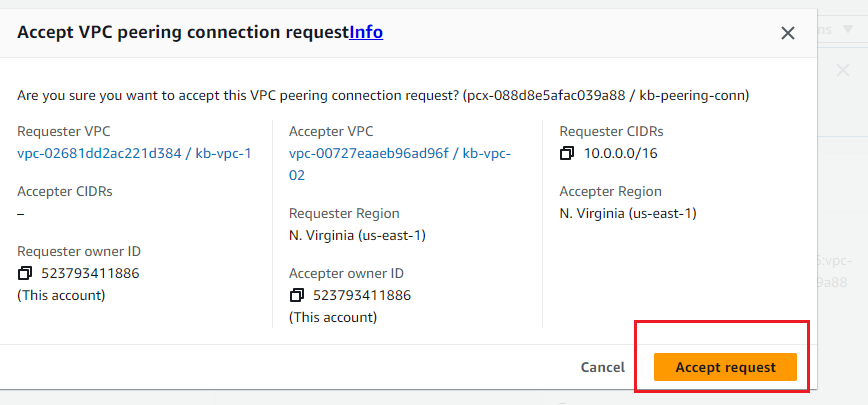 Accept VPC peering connection requestInfo
ns
Are you sure you want to accept this VPC peering connection request? (pcx-088d8e5afac039a88 / kb-peering-conn)
Requester VPC
vpc-02681dd2ac221d384 / kb-vpc-1
Accepter CIDRs
–
Requester owner ID
523793411886
(This account)
Accepter VPC
vpc-00727eaaeb96ad96f / kb-vpc-
02
Requester Region
N. Virginia (us-east-1)
Accepter owner ID
523793411886
(This account)
Requester CIDRs
10.0.0.0/16
Accepter Region
N. Virginia (us-east-1)
:vpc-
9a88
Cancel
Accept request